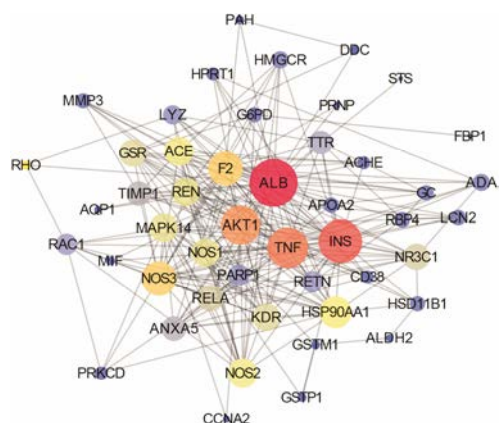 PAH
HMGCR
DDC
HPRT1
STS
MMP3
LYZ
G6PD
PRNP
FBP1
TTR
GSR
ACE
F2
ACHE
RHO
ALB
ADA
TIMP1
REN
GC
AQP1
APOA2
RBP4
LCN2
MAPK14
AKT1
RAC1
NOS1
TNF
INS
MIF
NR3C1
NOS3
PARP1
RETN
CD38
RELA
HSD11B1
ANXA5
KDR
HSP90AA1
ALDH2
GSTM1
PRKCD
NOS2
GSTP1
CCNA2